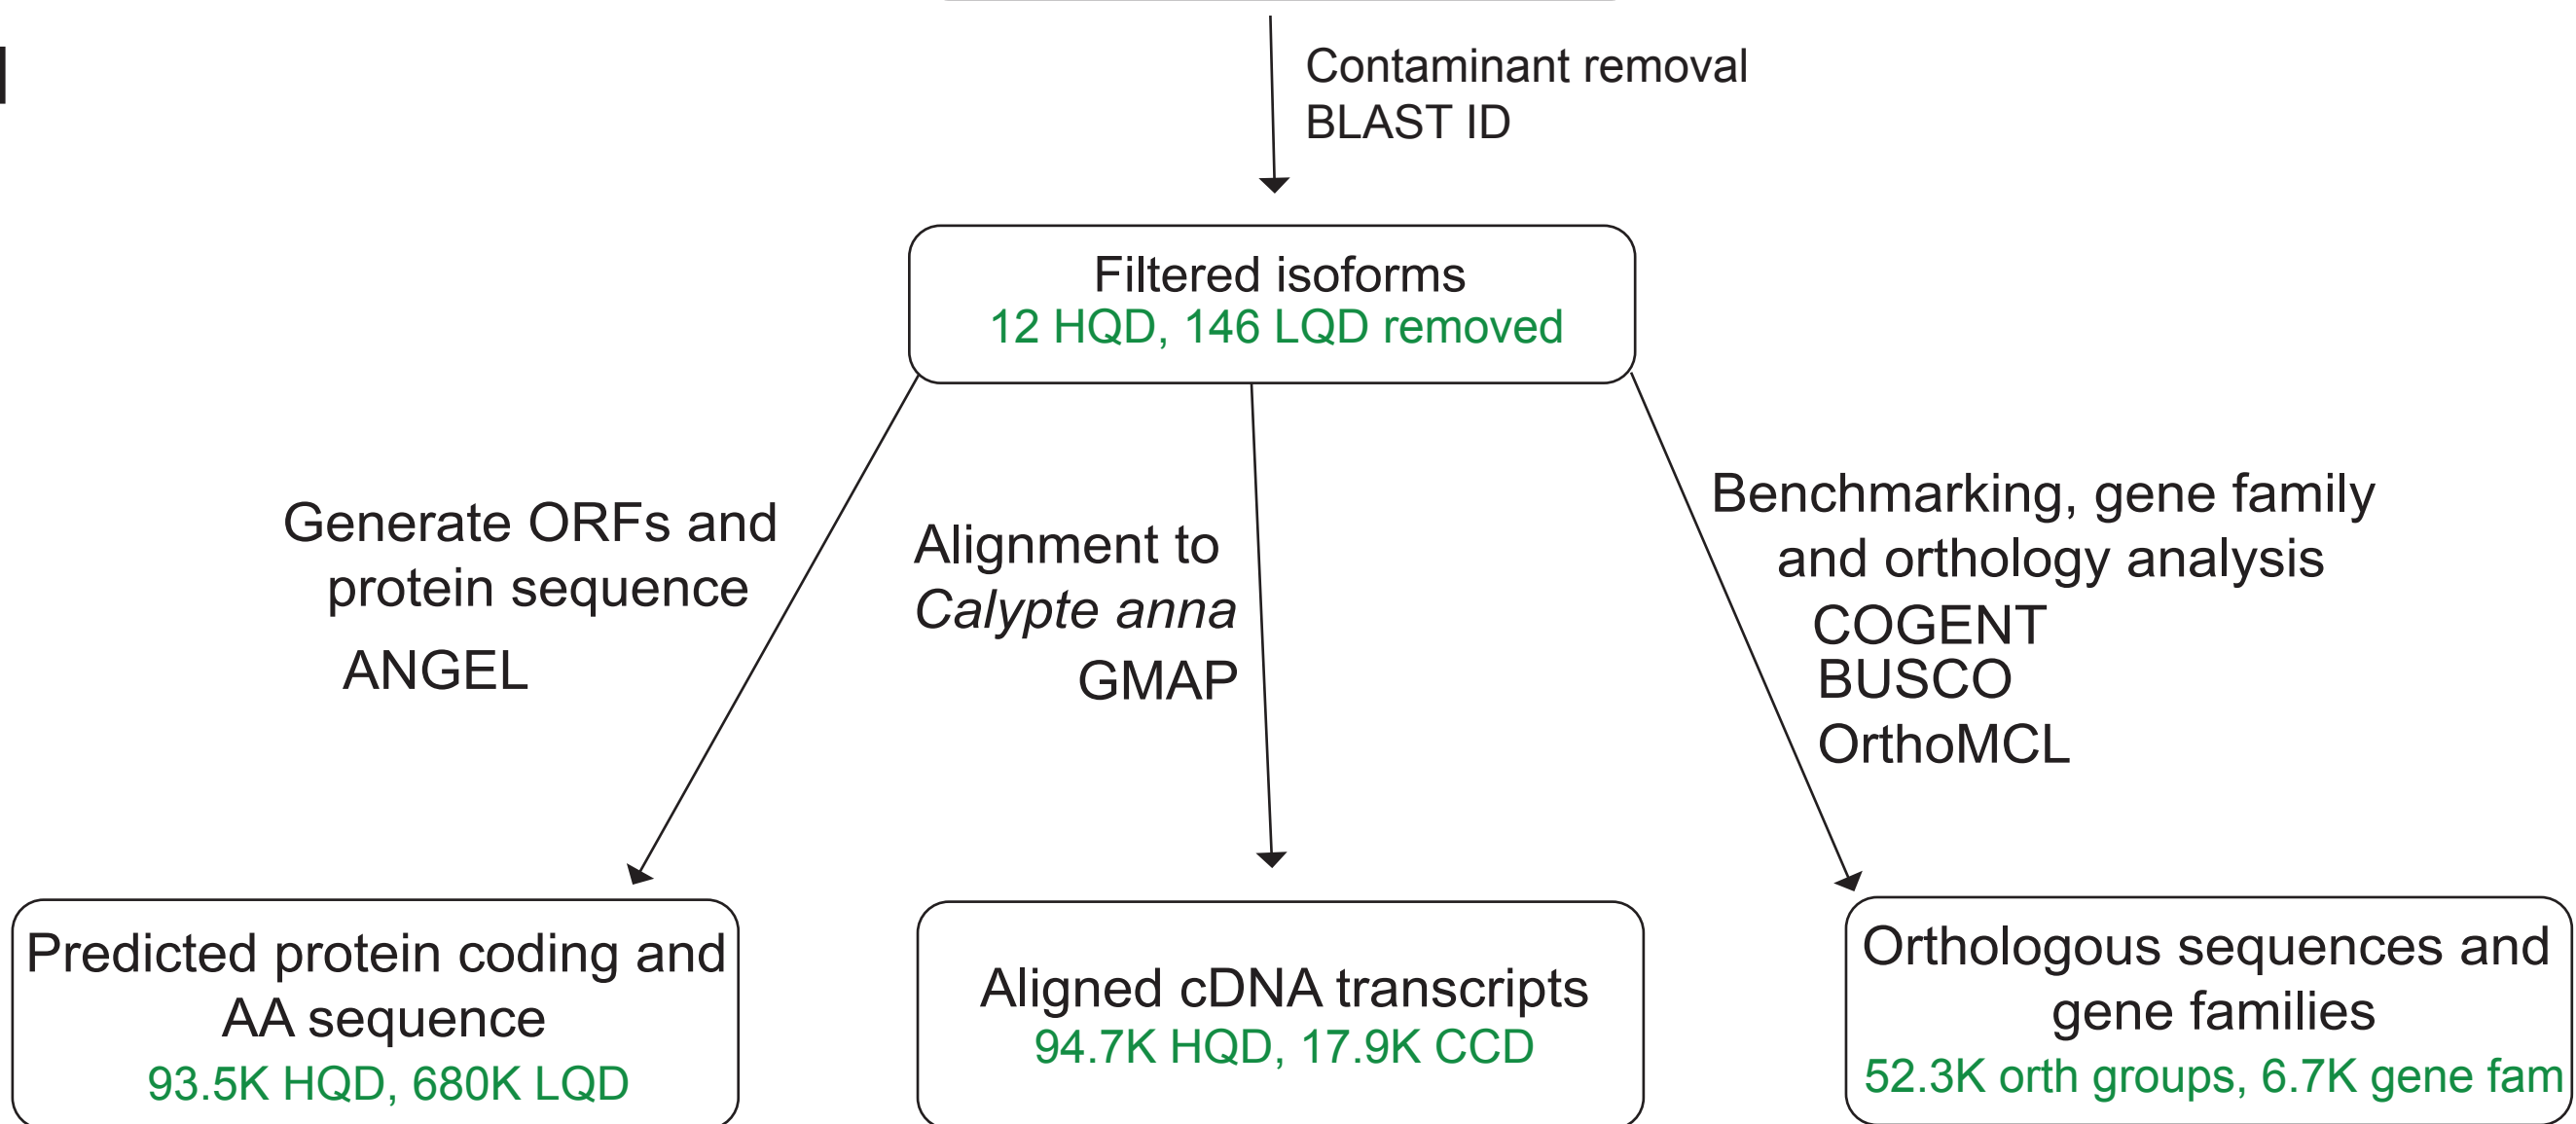 Contaminant removal
BLAST ID
Filtered isoforms
12 HQD, 146 LQD removed
Generate ORFs and
protein sequence
ANGEL
Alignment to
Calypte anna
GMAP
Benchmarking, gene family
and orthology analysis
COGENT
BUSCO
OrthoMCL
Predicted protein coding and
AA sequence
93.5K HQD, 680K LQD
Aligned cDNA transcripts
94.7K HQD, 17.9K CCD
Orthologous sequences and
gene families
52.3K orth groups, 6.7K gene fam